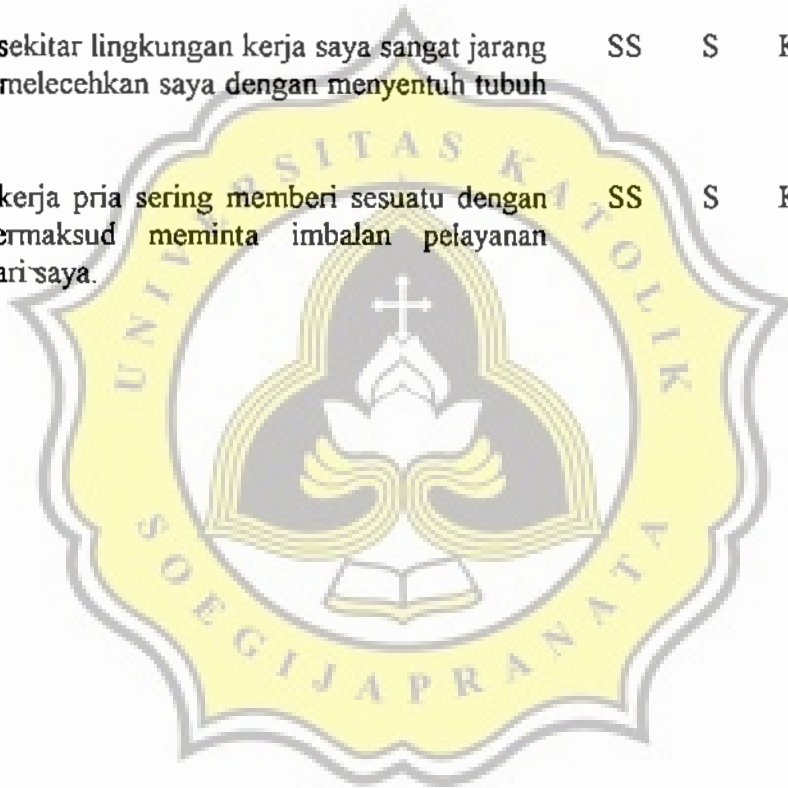 sekitar lingkungan kerja saya sangat jarang SS S
melecehkan saya dengan menyentuh tubuh
kerja pria sering memberi sesuatu dengan SS S
ermaksud meminta imbalan pelayanan
ari saya.
UNIVERSITAS KATOLIK
SOEGIJAPRANATA